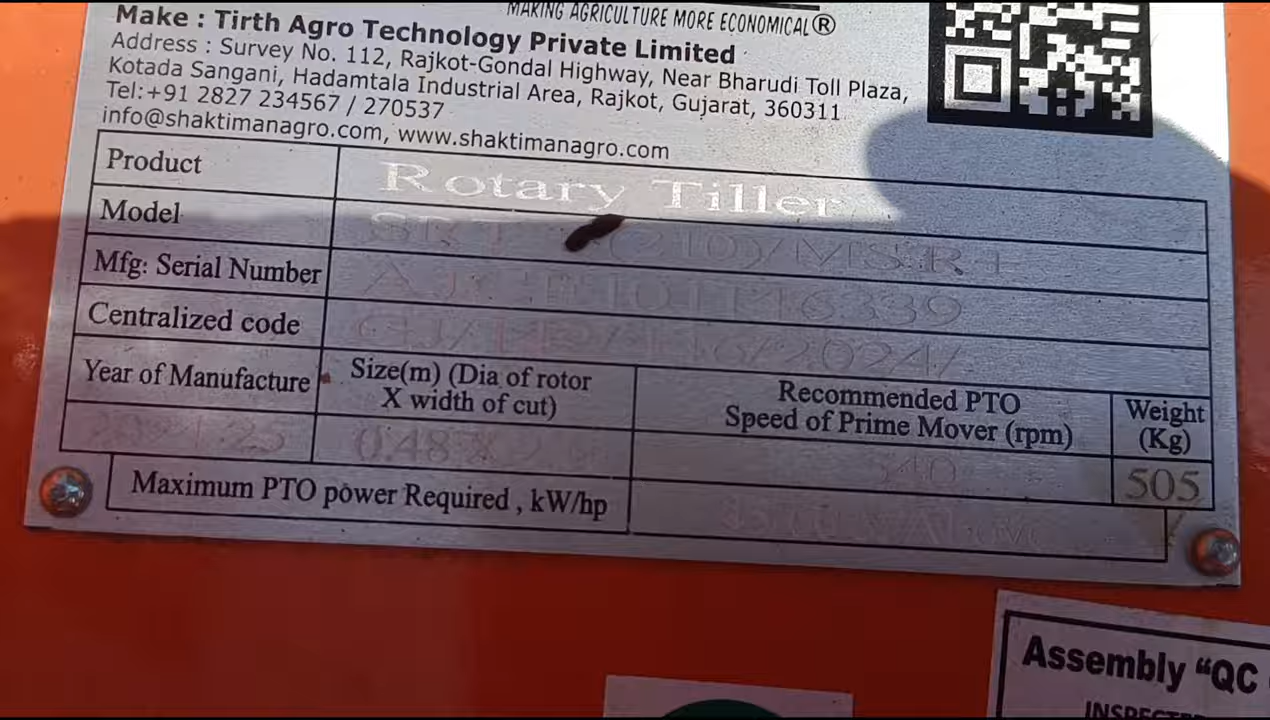 MAKING AGRICULTURE MORE ECONOMICAL®
Make : Tirth Agro Technology Private Limited
Address : Survey No. 112, Rajkot-Gondal Highway, Near Bharudi Toll Plaza,
Kotada Sangani, Hadamtala Industrial Area, Rajkot, Gujarat, 360311
Tel:+91 2827 234567 / 270537
info@shaktimanagro.com, www.shaktimanagro.com
Product Rotary Tiller
Model
Mfg: Serial Number
Centralized code
Year of Manufacture
Size(m) (Dia of rotor
X width of cut)
Recommended PTO
Speed of Prime Mover (rpm)
Weight
(Kg)
2024-25
540
505
Maximum PTO power Required , kW/hp
Assembly “QC